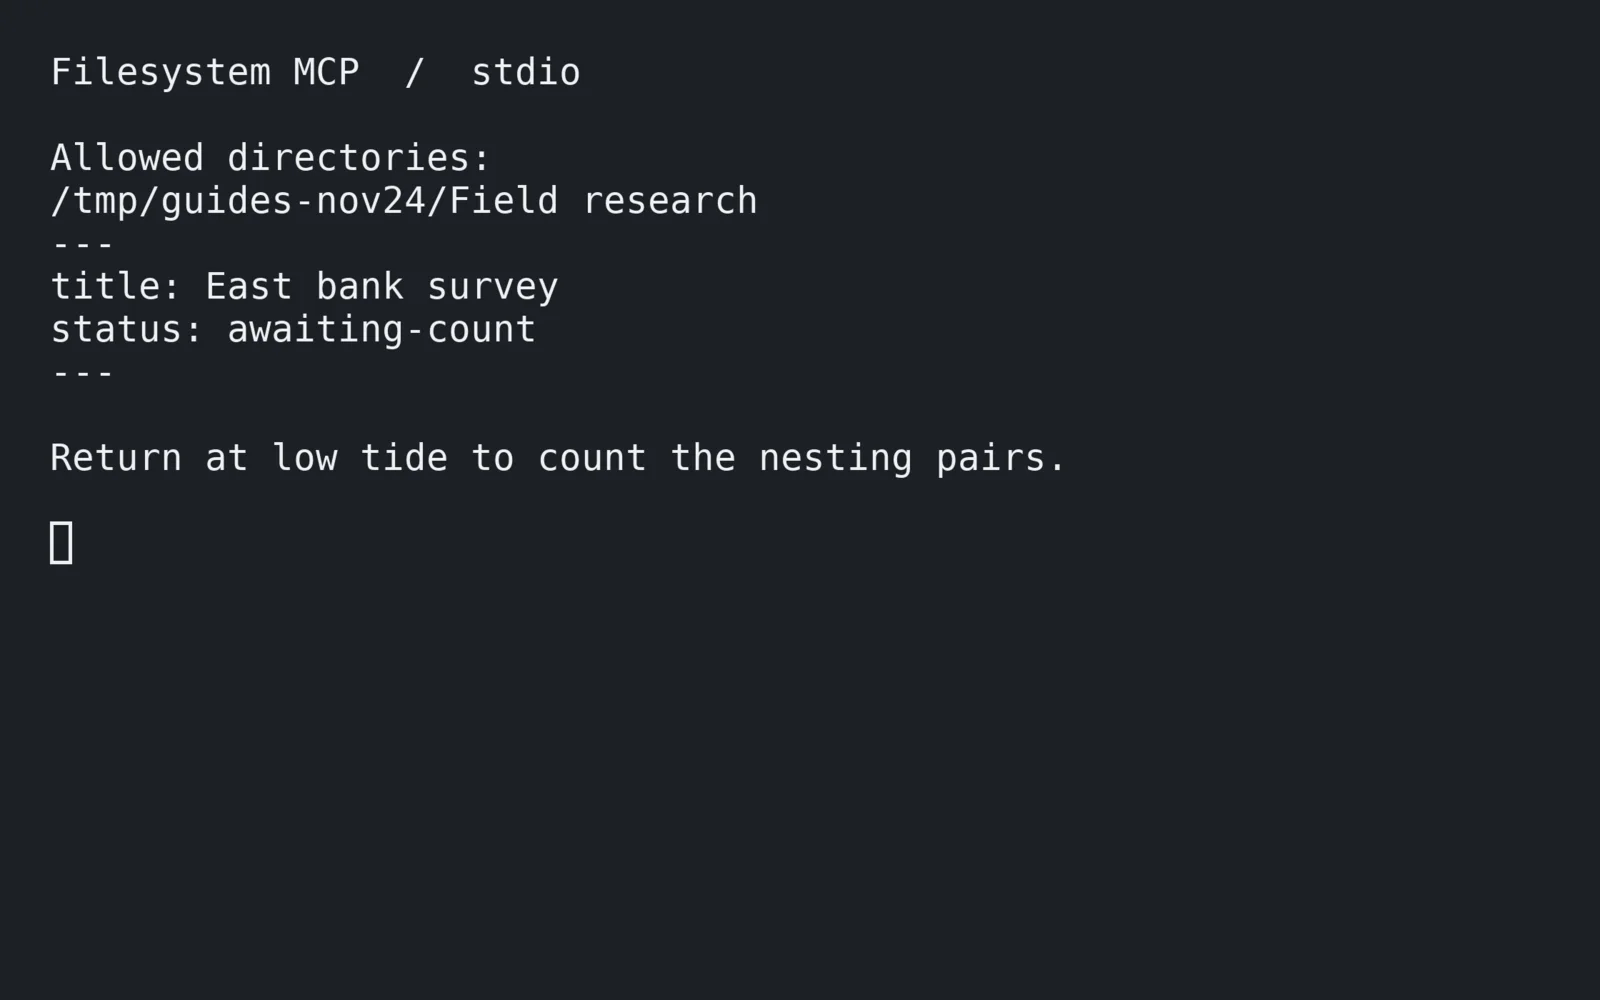 Filesystem MCP  /  stdio
Allowed directories:
/tmp/guides-nov24/Field research
---
title: East bank survey
status: awaiting-count
---
Return at low tide to count the nesting pairs.